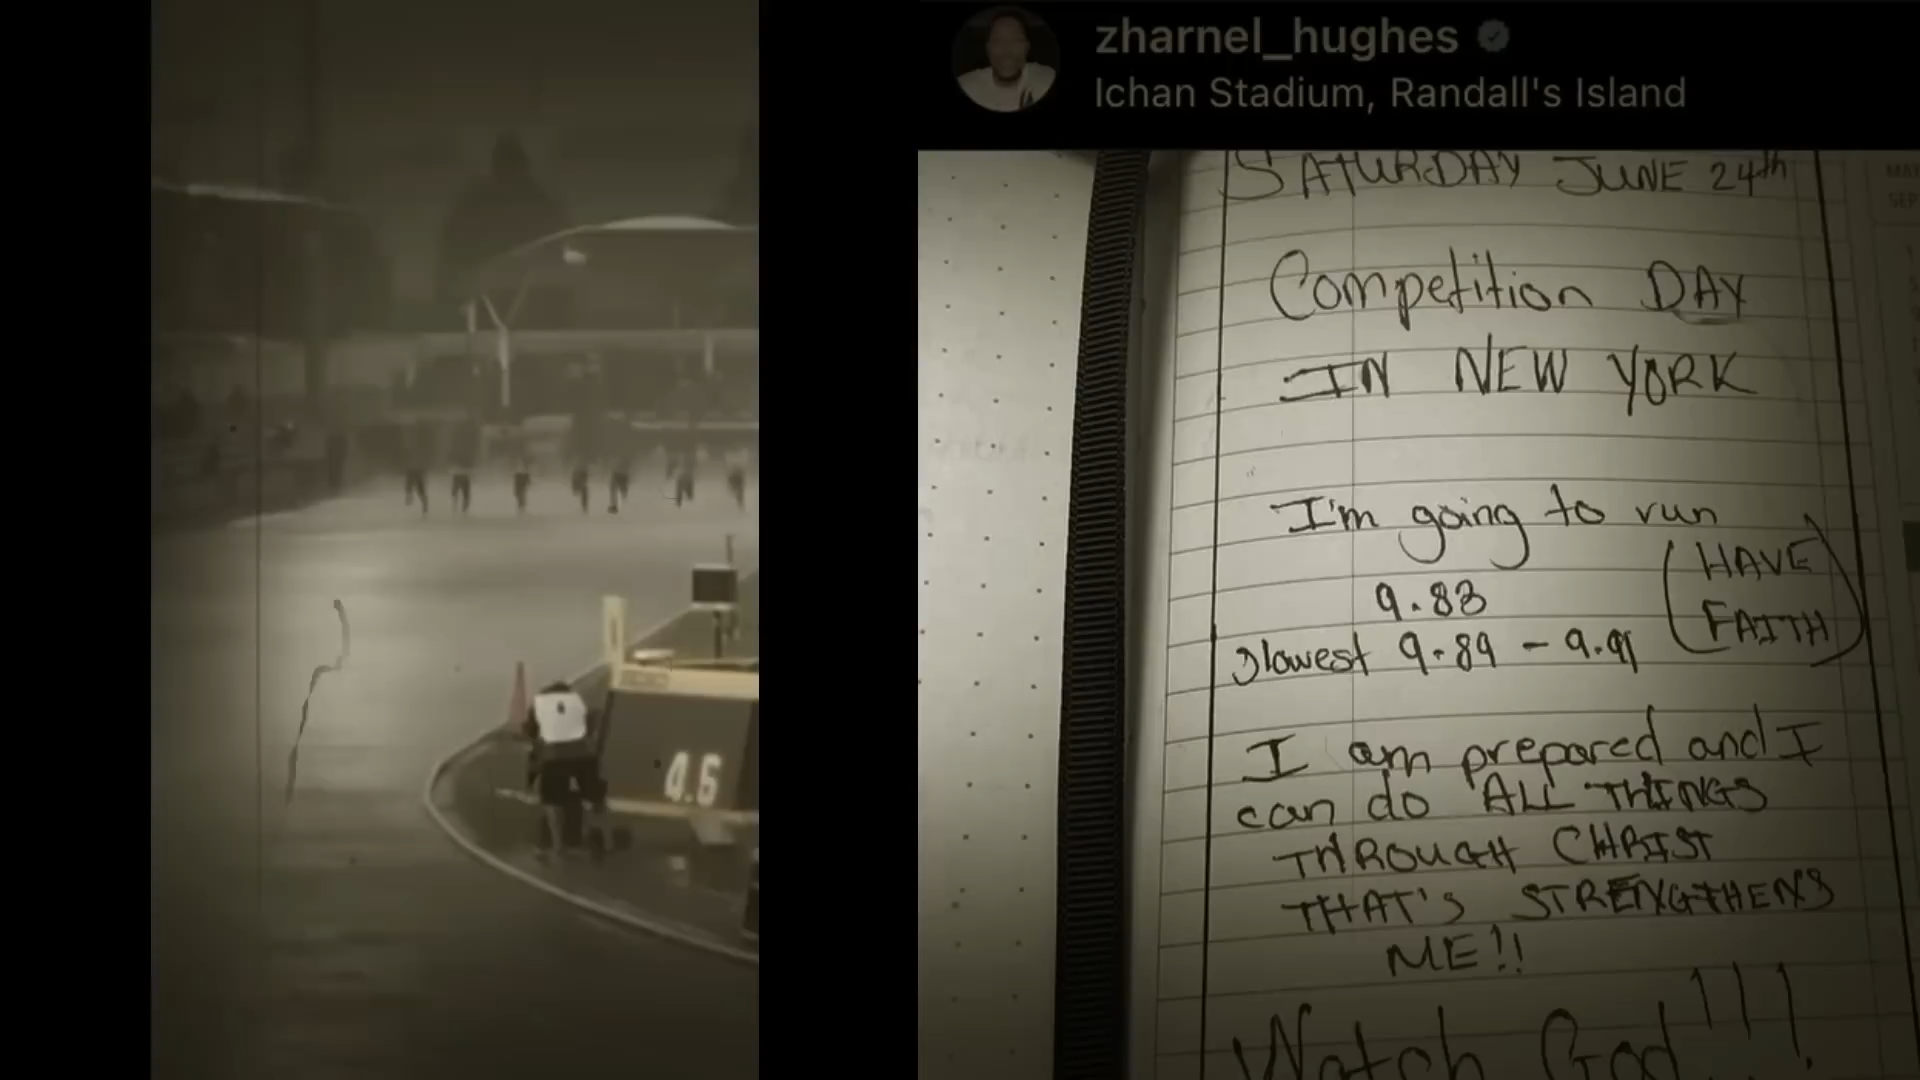 4.6
zharnel_hughes
Ichan Stadium, Randall's Island
SATURDAY JUNE 24th
Competition DAY
IN NEW YORK
I'm going to run
9.83
(HAVE FAITH)
slowest 9.89 - 9.91
I am prepared and I
can do ALL THINGS
THROUGH CHRIST
THAT'S STRENGTHENS
ME!!
Watch God!!!